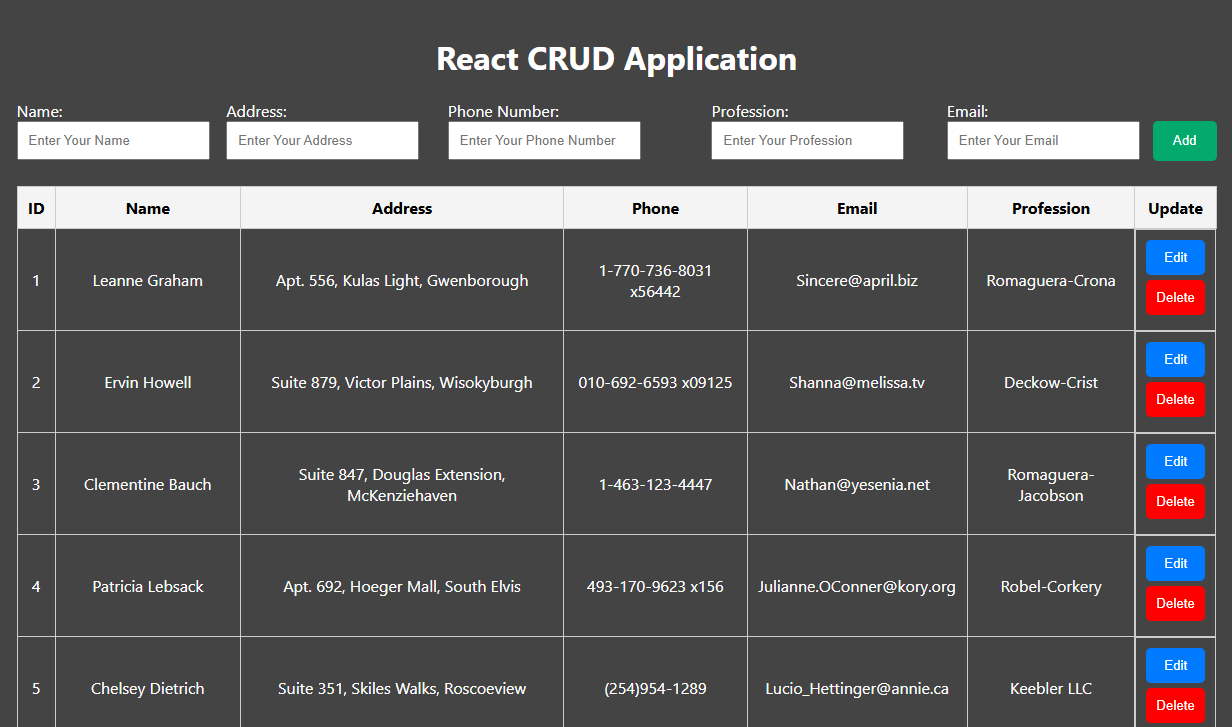 React CRUD Application
Name: Address: Phone Number: Profession: Email:
Enter Your Name Enter Your Address Enter Your Phone Number Enter Your Profession Enter Your Email Add
ID Name Address Phone Email Profession Update
1 Leanne Graham Apt. 556, Kulas Light, Gwenborough 1-770-736-8031 x56442 Sincere@april.biz Romaguera-Crona Edit Delete
2 Ervin Howell Suite 879, Victor Plains, Wisokyburgh 010-692-6593 x09125 Shanna@melissa.tv Deckow-Crist Edit Delete
3 Clementine Bauch Suite 847, Douglas Extension, McKenziehaven 1-463-123-4447 Nathan@yesenia.net Romaguera-Jacobson Edit Delete
4 Patricia Lebsack Apt. 692, Hoeger Mall, South Elvis 493-170-9623 x156 Julianne.OConner@kory.org Robel-Corkery Edit Delete
5 Chelsey Dietrich Suite 351, Skiles Walks, Roscoeview (254)954-1289 Lucio_Hettinger@annie.ca Keebler LLC Edit Delete